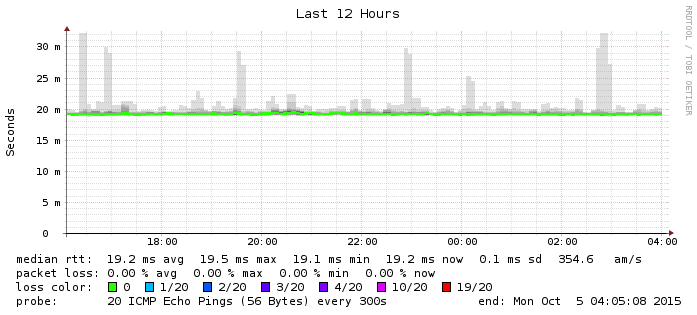 Last 12 Hours
RRDTOOL / TOBI OETIKER
Seconds
30 m
25 m
20 m
15 m
10 m
5 m
0
18:00 20:00 22:00 00:00 02:00 04:00
median rtt: 19.2 ms avg 19.5 ms max 19.1 ms min 19.2 ms now 0.1 ms sd 354.6 am/s
packet loss: 0.00 % avg 0.00 % max 0.00 % min 0.00 % now
loss color: 0 1/20 2/20 3/20 4/20 10/20 19/20
probe: 20 ICMP Echo Pings (56 Bytes) every 300s end: Mon Oct 5 04:05:08 2015